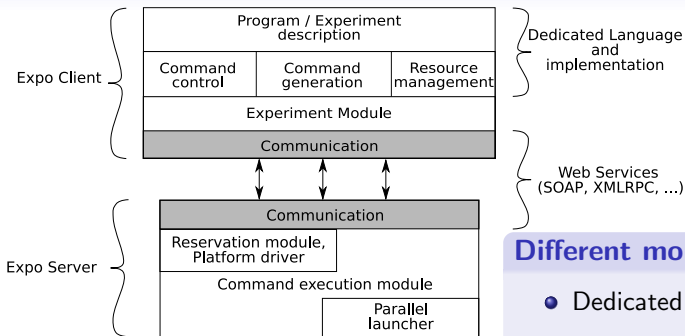 Program / Experiment
description
Dedicated Language
and
implementation
Expo Client
Command
control
Command
generation
Resource
management
Experiment Module
Communication
Web Services
(SOAP, XMLRPC, ...)
Communication
Reservation module,
Platform driver
Expo Server
Command execution module
Parallel
launcher
Different mo
Dedicated